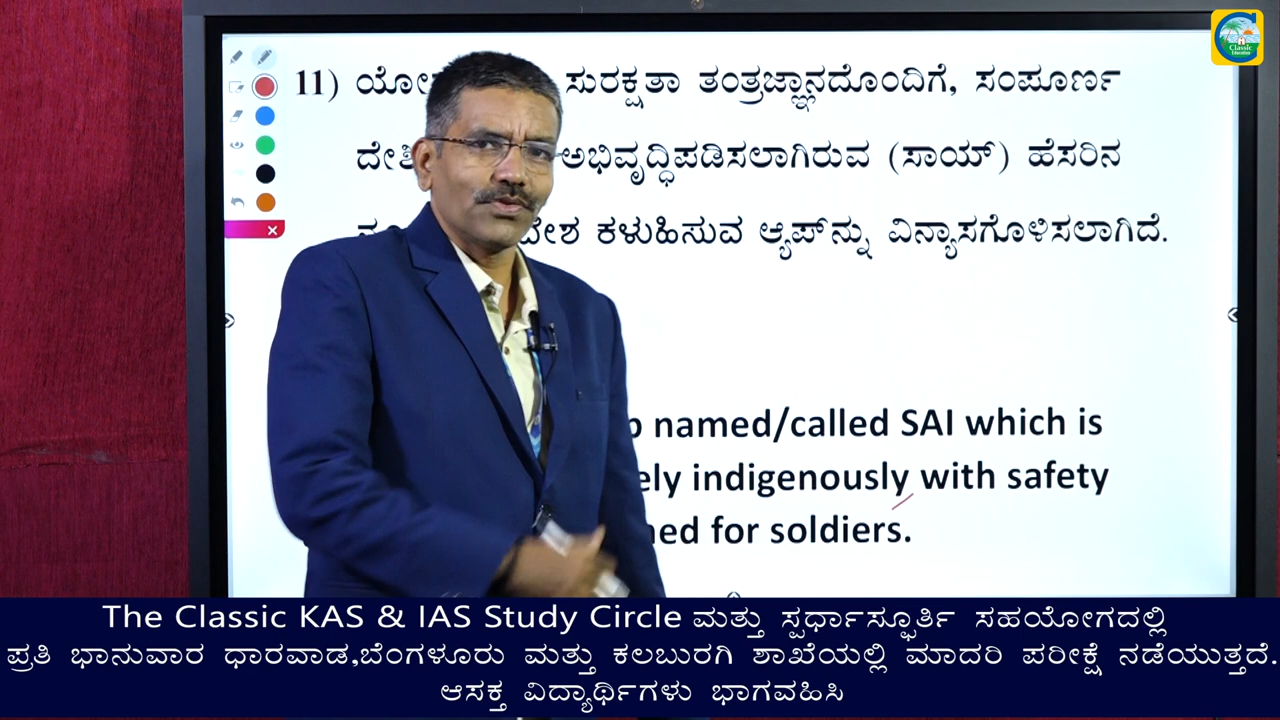 Classic
Education
11) ಸುರಕ್ಷತಾ ತಂತ್ರಜ್ಞಾನದೊಂದಿಗೆ, ಸಂಪೂರ್ಣ
ಅಭಿವೃದ್ಧಿಪಡಿಸಲಾಗಿರುವ (ಸಾಯ್) ಹೆಸರಿನ
ಕಳುಹಿಸುವ ಆ್ಯಪ್‌ನ್ನು ವಿನ್ಯಾಸಗೊಳಿಸಲಾಗಿದೆ.
named/called SAI which is
indigenously with safety
for soldiers.
The Classic KAS & IAS Study Circle ಮತ್ತು ಸ್ಪರ್ಧಾಸ್ಫೂರ್ತಿ ಸಹಯೋಗದಲ್ಲಿ
ಪ್ರತಿ ಭಾನುವಾರ ಧಾರವಾಡ,ಬೆಂಗಳೂರು ಮತ್ತು ಕಲಬುರಗಿ ಶಾಖೆಯಲ್ಲಿ ಮಾದರಿ ಪರೀಕ್ಷೆ ನಡೆಯುತ್ತದೆ.
ಆಸಕ್ತ ವಿದ್ಯಾರ್ಥಿಗಳು ಭಾಗವಹಿಸಿ